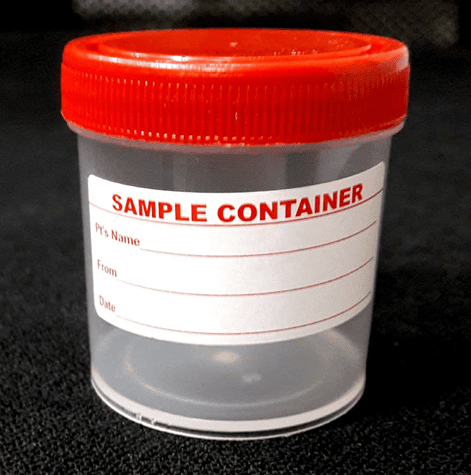 SAMPLE CONTAINER
Pt's Name
From
Date